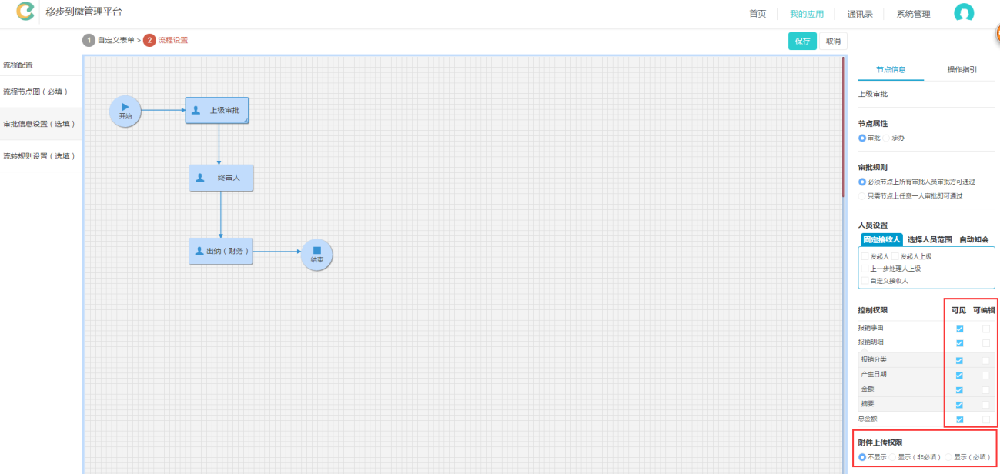 移步到微管理平台
首页 我的应用 通讯录 系统管理
1 自定义表单 > 2 流程设置
保存 取消
流程配置
流程节点图（必填）
审批信息设置（选填）
流转规则设置（选填）
开始
上级审批
终审人
出纳（财务）
结束
节点信息 操作指引
上级审批
节点属性
审批 承办
审批规则
必须节点上所有审批人员审批方可通过
只需节点上任意一人审批即可通过
人员设置
固定接收人 选择人员范围 自动知会
发起人 发起人上级
上一步处理人上级
自定义接收人
控制权限 可见 可编辑
报销事由
报销明细
报销分类
产生日期
金额
摘要
总金额
附件上传权限
不显示 显示（非必填） 显示（必填）